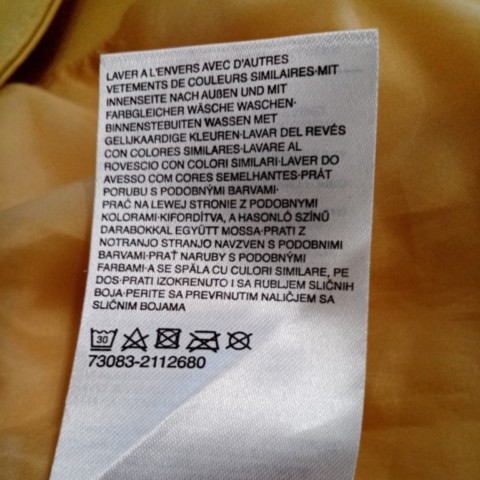 LAVER A L'ENVERS AVEC D'AUTRES
VETEMENTS DE COULEURS SIMILAIRES·MIT
INNENSEITE NACH AUßEN UND MIT
FARBGLEICHER WÄSCHE WASCHEN·
BINNENSTEBUITEN WASSEN MET
GELIJKAARDIGE KLEUREN·LAVAR DEL REVÉS
CON COLORES SIMILARES·LAVARE AL
ROVESCIO CON COLORI SIMILARI·LAVER DO
AVESSO COM CORES SEMELHANTES·PRÁT
PORUBU S PODOBNÝMI BARVAMI·
PRAĆ NA LEWEJ STRONIE Z PODOBNYMI
KOLORAMI·KIFORDÍTVA, A HASONLÓ SZÍNŰ
DARABOKKAL EGYÜTT MOSSA·PRATI Z
NOTRANJO STRANJO NAVZVEN S PODOBNIMI
BARVAMI·PRAŤ NARUBY S PODOBNÝMI
FARBAMI·A SE SPĂLA CU CULORI SIMILARE, PE
DOS·PRATI IZOKRENUTO I SA RUBLJEM SLIČNIH
BOJA·PERITE SA PREVRNUTIM NALIČJEM SA
SLIČNIM BOJAMA
30
73083-2112680